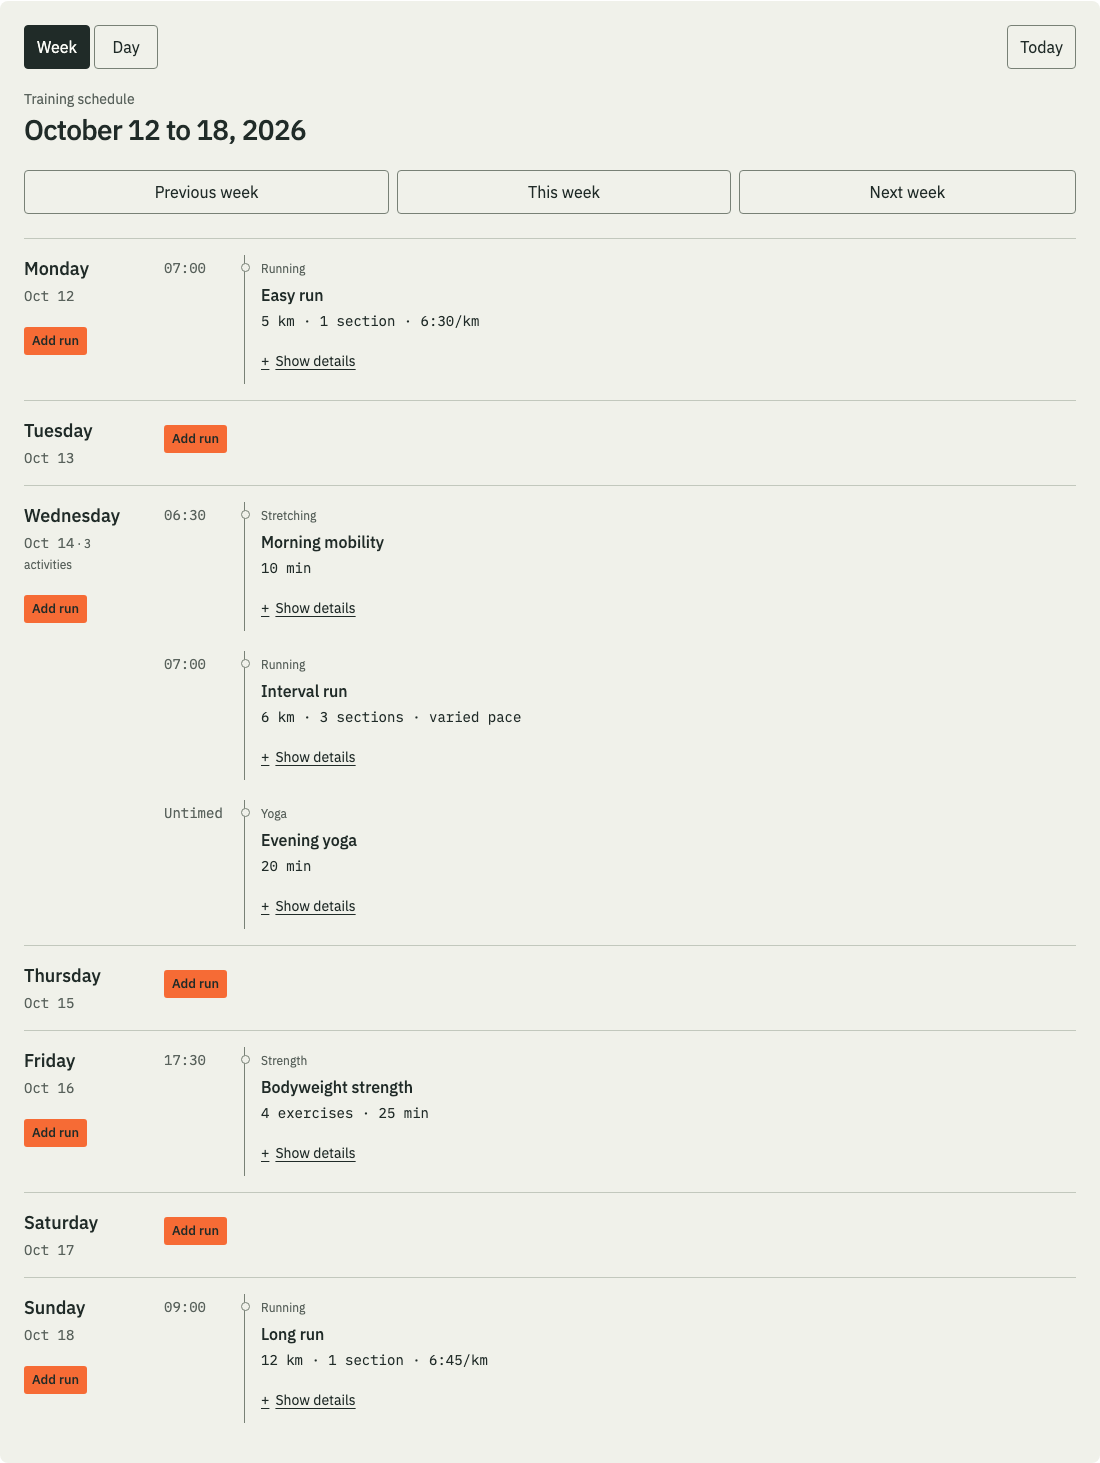 Week Day Today
Training schedule
October 12 to 18, 2026
Previous week This week Next week
Monday 07:00 Running
Oct 12 Easy run
5 km · 1 section · 6:30/km
Add run
+ Show details
Tuesday Add run
Oct 13
Wednesday 06:30 Stretching
Oct 14 · 3 Morning mobility
activities 10 min
Add run + Show details
07:00 Running
Interval run
6 km · 3 sections · varied pace
+ Show details
Untimed Yoga
Evening yoga
20 min
+ Show details
Thursday Add run
Oct 15
Friday 17:30 Strength
Oct 16 Bodyweight strength
4 exercises · 25 min
Add run
+ Show details
Saturday Add run
Oct 17
Sunday 09:00 Running
Oct 18 Long run
12 km · 1 section · 6:45/km
Add run
+ Show details